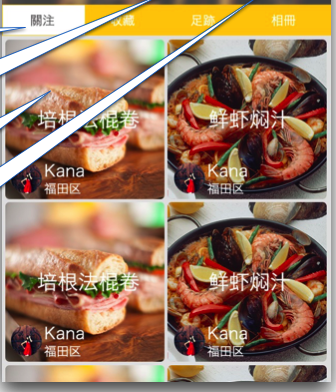 關注 收藏 足跡 相冊
培根法棍卷 鲜虾焖汁
Kana Kana
福田区 福田区
培根法棍卷 鲜虾焖汁
Kana Kana
福田区 福田区